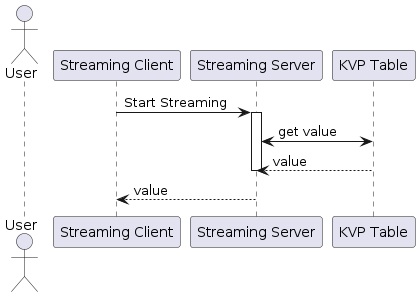 User
Streaming Client
Streaming Server
KVP Table
Start Streaming
get value
value
value
User
Streaming Client
Streaming Server
KVP Table